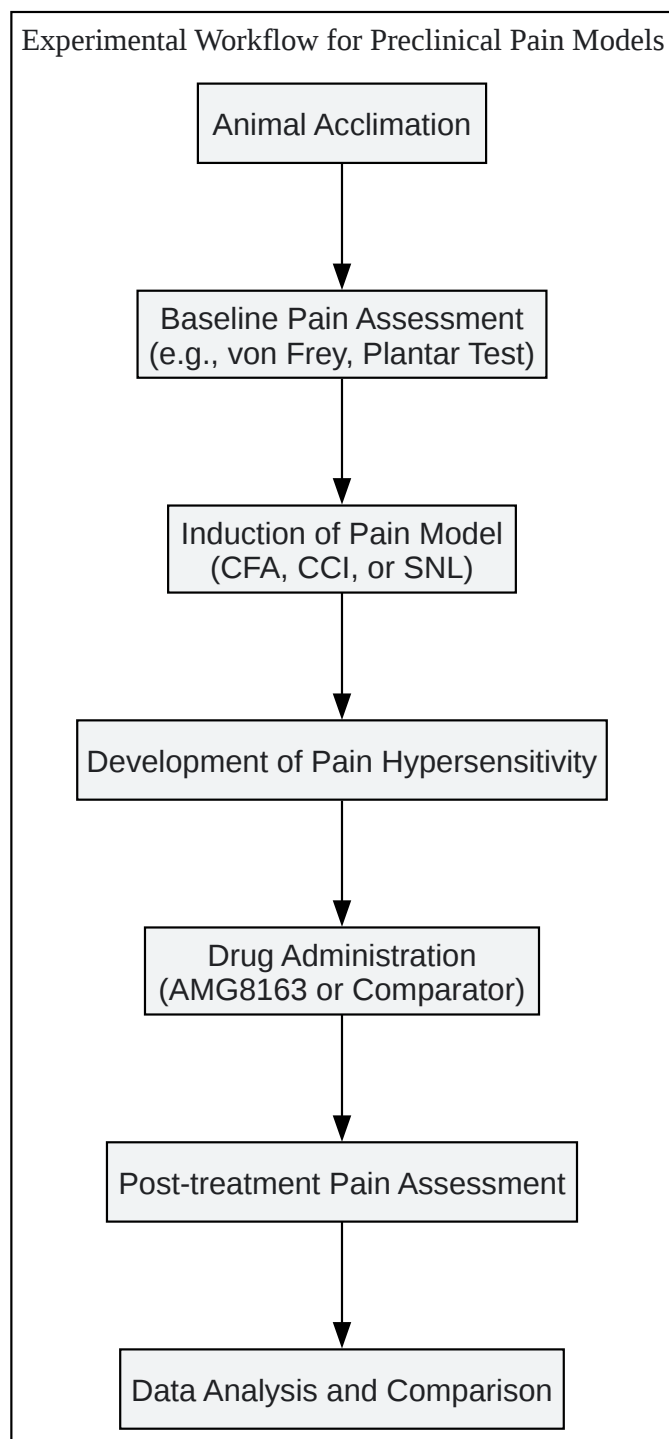 Experimental Workflow for Preclinical Pain Models
Animal Acclimation
Baseline Pain Assessment
(e.g., von Frey, Plantar Test)
Induction of Pain Model
(CFA, CCI, or SNL)
Development of Pain Hypersensitivity
Drug Administration
(AMG8163 or Comparator)
Post-treatment Pain Assessment
Data Analysis and Comparison